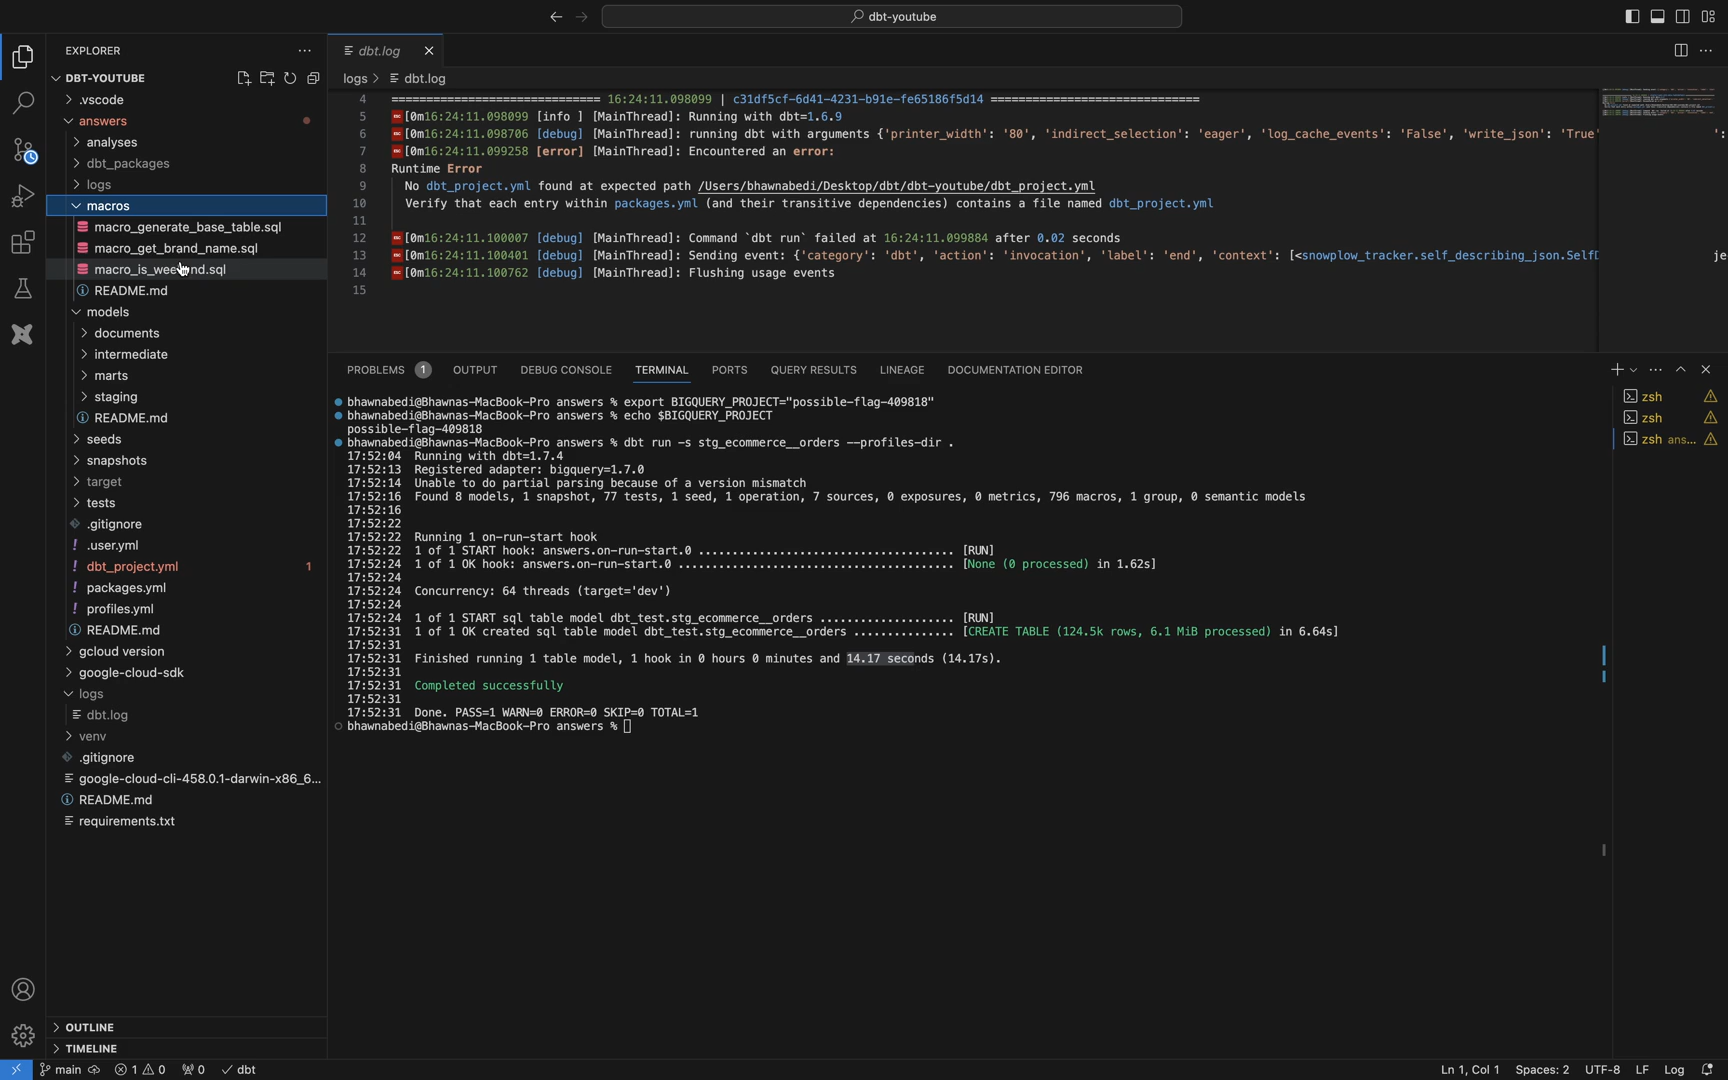 dbt-youtube
EXPLORER
DBT-YOUTUBE
.vscode
answers
analyses
dbt_packages
logs
macros
macro_generate_base_table.sql
macro_get_brand_name.sql
macro_is_weekend.sql
README.md
models
documents
intermediate
marts
staging
README.md
seeds
snapshots
target
tests
.gitignore
.user.yml
dbt_project.yml 1
packages.yml
profiles.yml
README.md
gcloud version
google-cloud-sdk
logs
dbt.log
venv
.gitignore
google-cloud-cli-458.0.1-darwin-x86_6...
README.md
requirements.txt
OUTLINE
TIMELINE
dbt.log
logs > dbt.log
4 ============================== 16:24:11.098099 | c31df5cf-6d41-4231-b91e-fe65186f5d14 ==============================
5 ESC[0m16:24:11.098099 [info ] [MainThread]: Running with dbt=1.6.9
6 ESC[0m16:24:11.098706 [debug] [MainThread]: running dbt with arguments {'printer_width': '80', 'indirect_selection': 'eager', 'log_cache_events': 'False', 'write_json': 'True'
7 ESC[0m16:24:11.099258 [error] [MainThread]: Encountered an error:
8 Runtime Error
9 No dbt_project.yml found at expected path /Users/bhawnabedi/Desktop/dbt/dbt-youtube/dbt_project.yml
10 Verify that each entry within packages.yml (and their transitive dependencies) contains a file named dbt_project.yml
11
12 ESC[0m16:24:11.100007 [debug] [MainThread]: Command `dbt run` failed at 16:24:11.099884 after 0.02 seconds
13 ESC[0m16:24:11.100401 [debug] [MainThread]: Sending event: {'category': 'dbt', 'action': 'invocation', 'label': 'end', 'context': [<snowplow_tracker.self_describing_json.SelfD
14 ESC[0m16:24:11.100762 [debug] [MainThread]: Flushing usage events
15
PROBLEMS 1 OUTPUT DEBUG CONSOLE TERMINAL PORTS QUERY RESULTS LINEAGE DOCUMENTATION EDITOR
bhawnabedi@Bhawnas-MacBook-Pro answers % export BIGQUERY_PROJECT="possible-flag-409818"
bhawnabedi@Bhawnas-MacBook-Pro answers % echo $BIGQUERY_PROJECT
possible-flag-409818
bhawnabedi@Bhawnas-MacBook-Pro answers % dbt run -s stg_ecommerce__orders --profiles-dir .
17:52:04 Running with dbt=1.7.4
17:52:13 Registered adapter: bigquery=1.7.0
17:52:14 Unable to do partial parsing because of a version mismatch
17:52:16 Found 8 models, 1 snapshot, 77 tests, 1 seed, 1 operation, 7 sources, 0 exposures, 0 metrics, 796 macros, 1 group, 0 semantic models
17:52:16
17:52:22
17:52:22 Running 1 on-run-start hook
17:52:22 1 of 1 START hook: answers.on-run-start.0 ..................................... [RUN]
17:52:24 1 of 1 OK hook: answers.on-run-start.0 ........................................ [None (0 processed) in 1.62s]
17:52:24
17:52:24 Concurrency: 64 threads (target='dev')
17:52:24
17:52:24 1 of 1 START sql table model dbt_test.stg_ecommerce__orders ................... [RUN]
17:52:31 1 of 1 OK created sql table model dbt_test.stg_ecommerce__orders .............. [CREATE TABLE (124.5k rows, 6.1 MiB processed) in 6.64s]
17:52:31
17:52:31 Finished running 1 table model, 1 hook in 0 hours 0 minutes and 14.17 seconds (14.17s).
17:52:31
17:52:31 Completed successfully
17:52:31
17:52:31 Done. PASS=1 WARN=0 ERROR=0 SKIP=0 TOTAL=1
bhawnabedi@Bhawnas-MacBook-Pro answers %
zsh
zsh
zsh ans...
main 1 0 0 dbt Ln 1, Col 1 Spaces: 2 UTF-8 LF Log